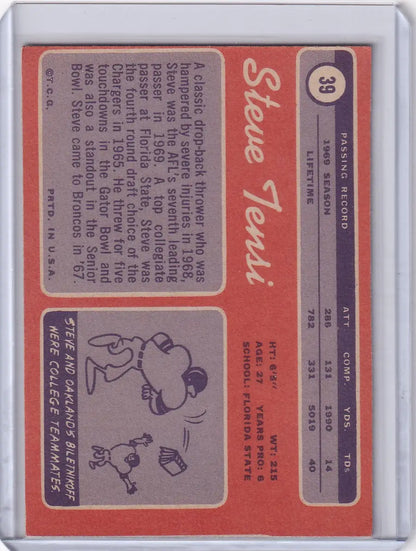 39
PASSING RECORD ATT. COMP. YDS. TDs
1969 SEASON 286 131 1990 14
LIFETIME 782 331 5019 40
Steve Tensi
HT: 6'5" WT: 215
AGE: 27 YEARS PRO: 6
SCHOOL: FLORIDA STATE
A classic drop-back thrower who was
hampered by severe injuries in 1968,
Steve was the AFL's seventh leading
passer in 1969. A top collegiate
passer at Florida State, Steve was
the fourth round draft choice of the
Chargers in 1965. He threw for five
touchdowns in the Gator Bowl and
was also a standout in the Senior
Bowl. Steve came to Broncos in '67.
©T.C.G. PRTD. IN U.S.A.
STEVE AND OAKLAND'S BILETNIKOFF
WERE COLLEGE TEAMMATES